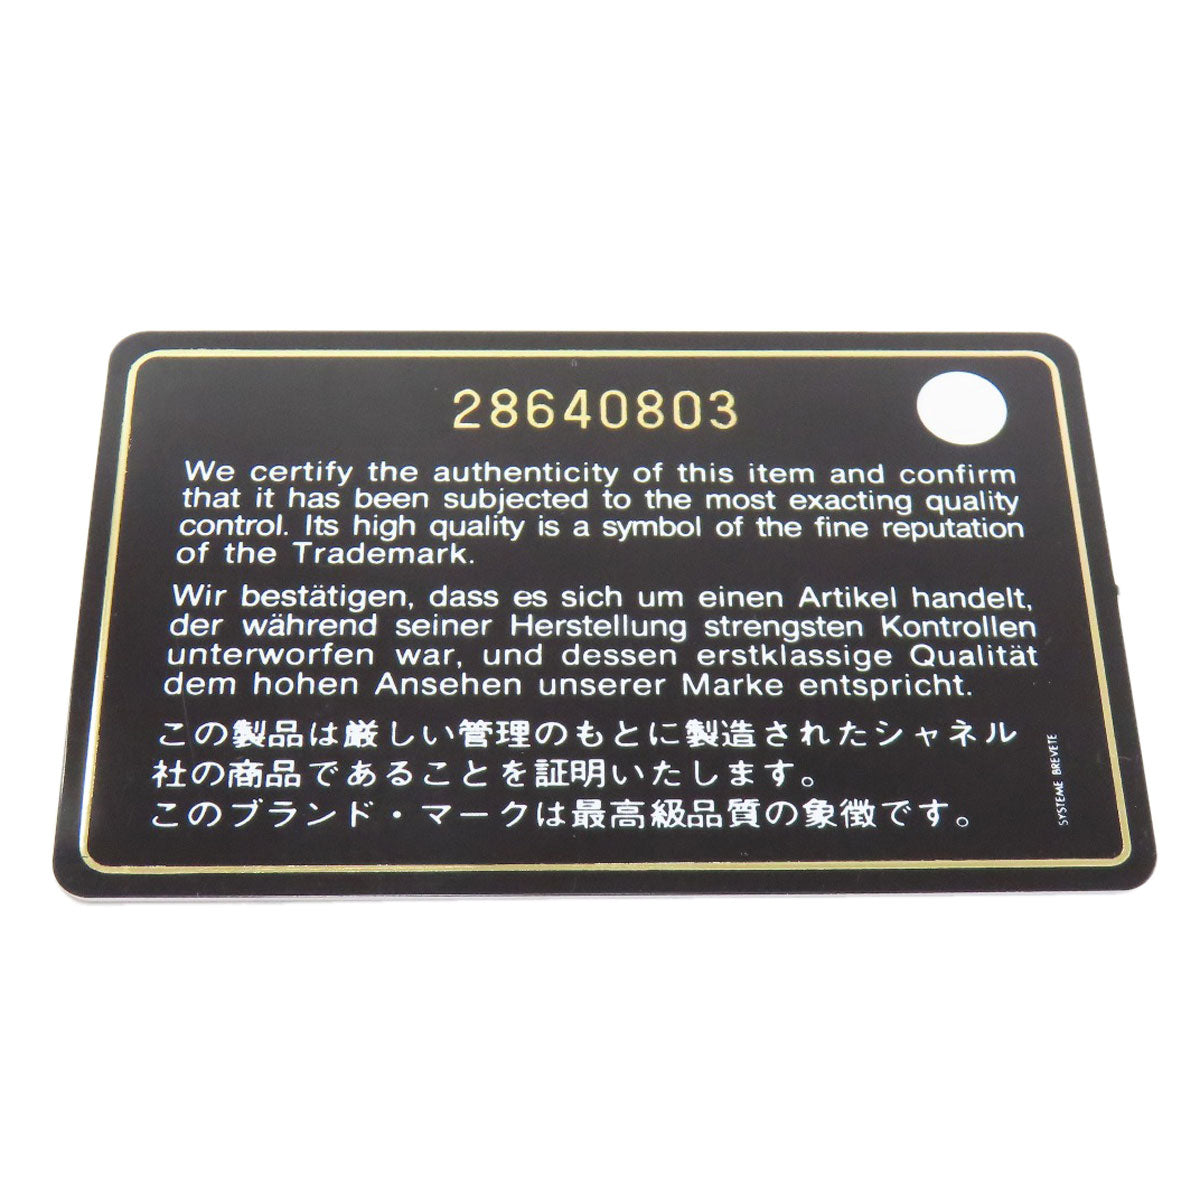 28640803
We certify the authenticity of this item and confirm
that it has been subjected to the most exacting quality
control. Its high quality is a symbol of the fine reputation
of the Trademark.
Wir bestätigen, dass es sich um einen Artikel handelt,
der während seiner Herstellung strengsten Kontrollen
unterworfen war, und dessen erstklassige Qualität
dem hohen Ansehen unserer Marke entspricht.
この製品は厳しい管理のもとに製造されたシャネル
社の商品であることを証明いたします。
このブランド・マークは最高級品質の象徴です。
SYSTEME BREVETE